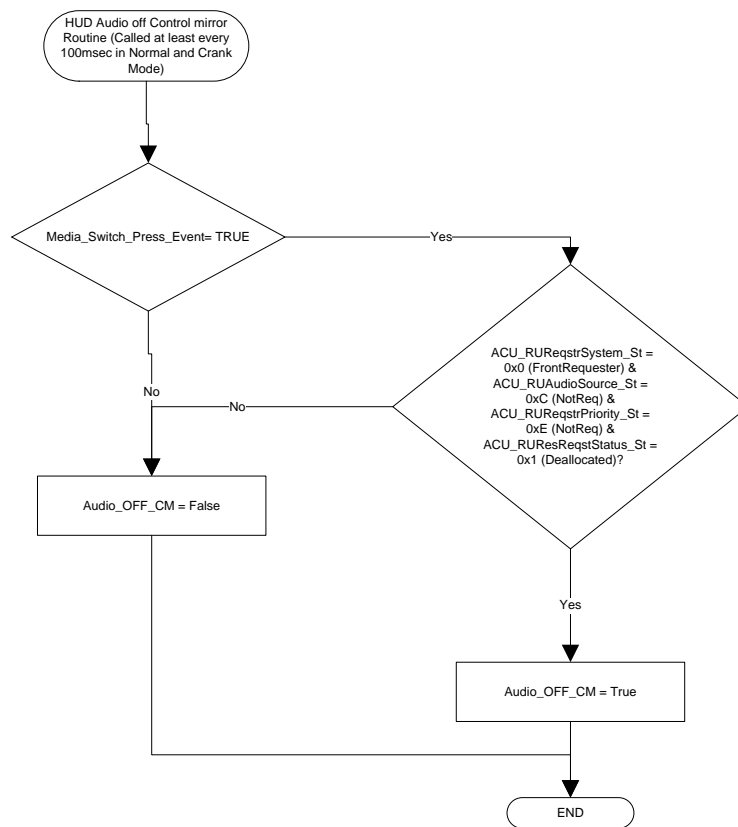 HUD Audio off Control mirror
Routine (Called at least every
100msec in Normal and Crank
Mode)
Media_Switch_Press_Event= TRUE
Yes
ACU_RUReqstrSystem_St =
0x0 (FrontRequester) &
ACU_RUAudioSource_St =
0xC (NotReq) &
ACU_RUReqstrPriority_St =
0xE (NotReq) &
ACU_RUResReqstStatus_St =
0x1 (Deallocated)?
No
No
Audio_OFF_CM = False
Yes
Audio_OFF_CM = True
END